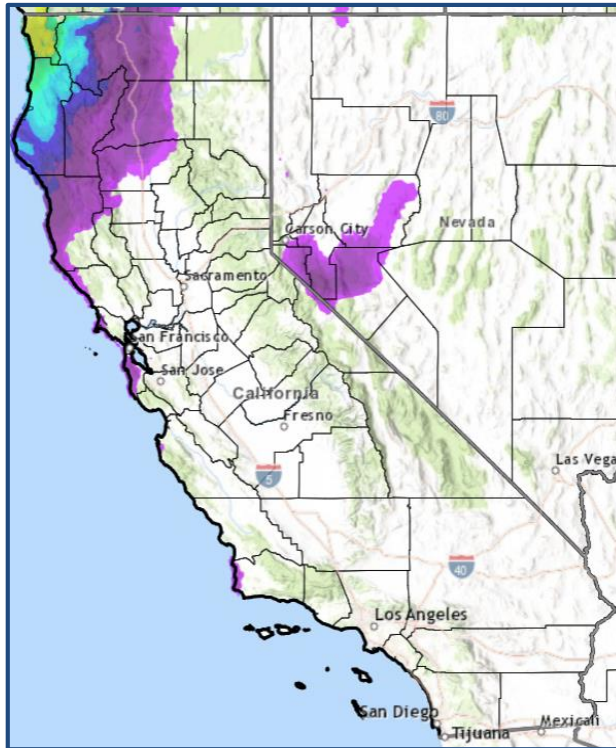 80
Nevada
Carson City
Sacramento
San Francisco
San Jose
California
Fresno
Las Vega
5
40
Los Angeles
San Diego
Tijuana
Mexicali